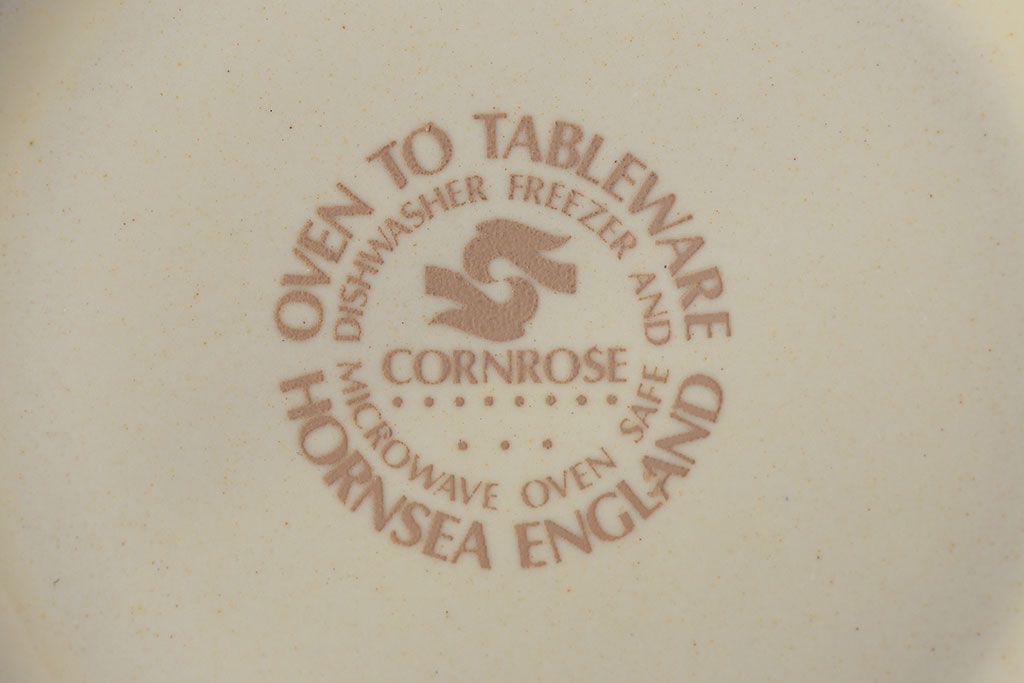 OVEN TO TABLEWARE
DISHWASHER FREEZER AND
CORNROSE
MICROWAVE OVEN SAFE
HORNSEA ENGLAND